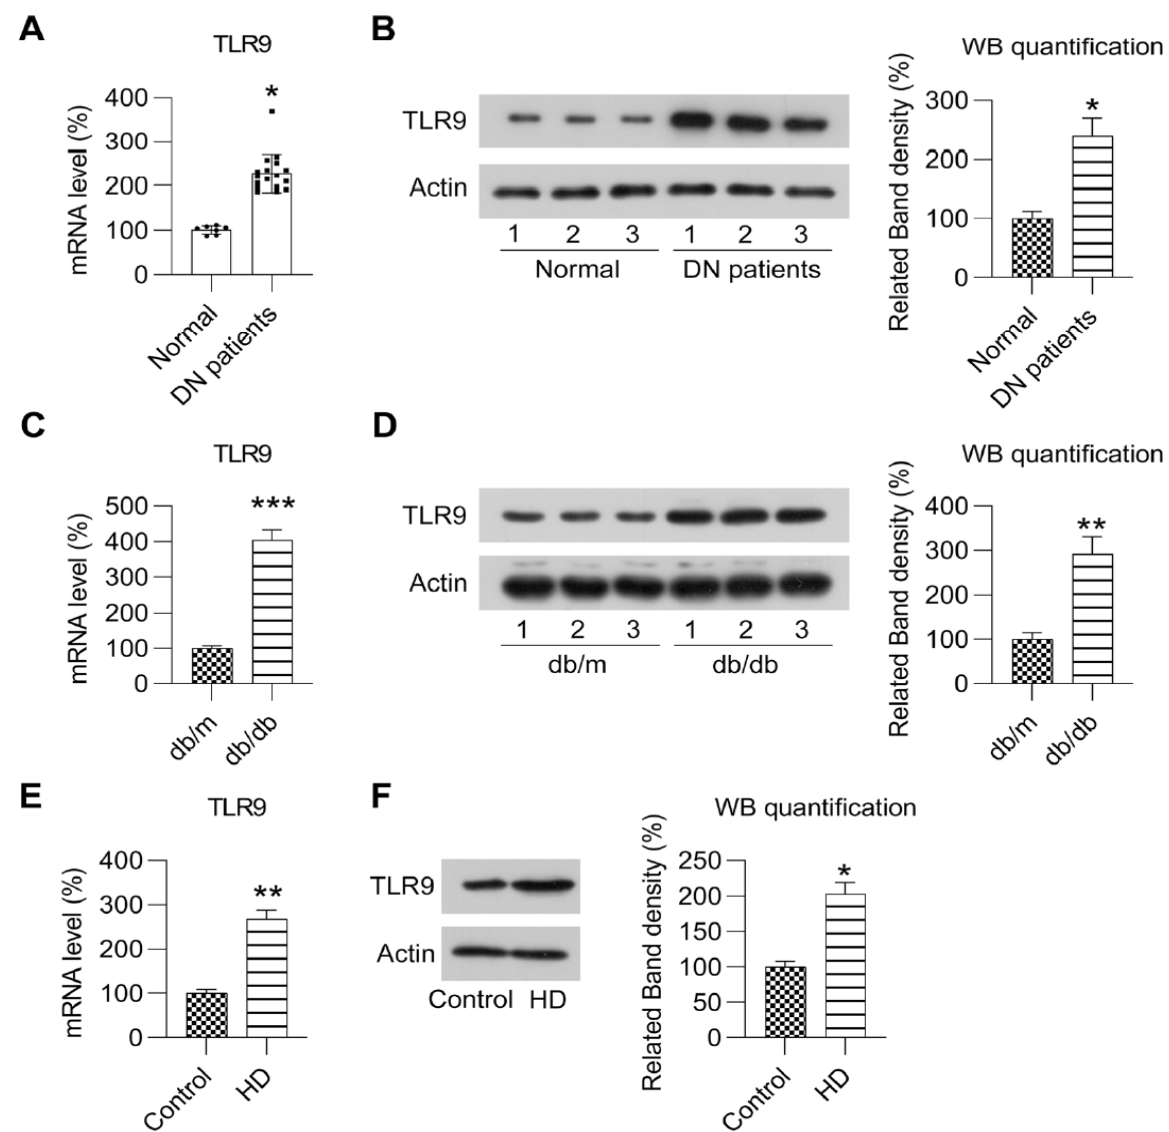 A
TLR9
mRNA level (%)
400
300
200
100
0
*
Normal
DN patients
B
TLR9
Actin
1 2 3 1 2 3
Normal DN patients
WB quantification
Related Band density (%)
300
200
100
0
*
Normal
DN patients
C
TLR9
mRNA level (%)
500
400
300
200
100
0
***
db/m
db/db
D
TLR9
Actin
1 2 3 1 2 3
db/m db/db
WB quantification
Related Band density (%)
400
300
200
100
0
**
db/m
db/db
E
TLR9
mRNA level (%)
400
300
200
100
0
**
Control
HD
F
TLR9
Actin
Control HD
WB quantification
Related Band density (%)
250
200
150
100
50
0
*
Control
HD